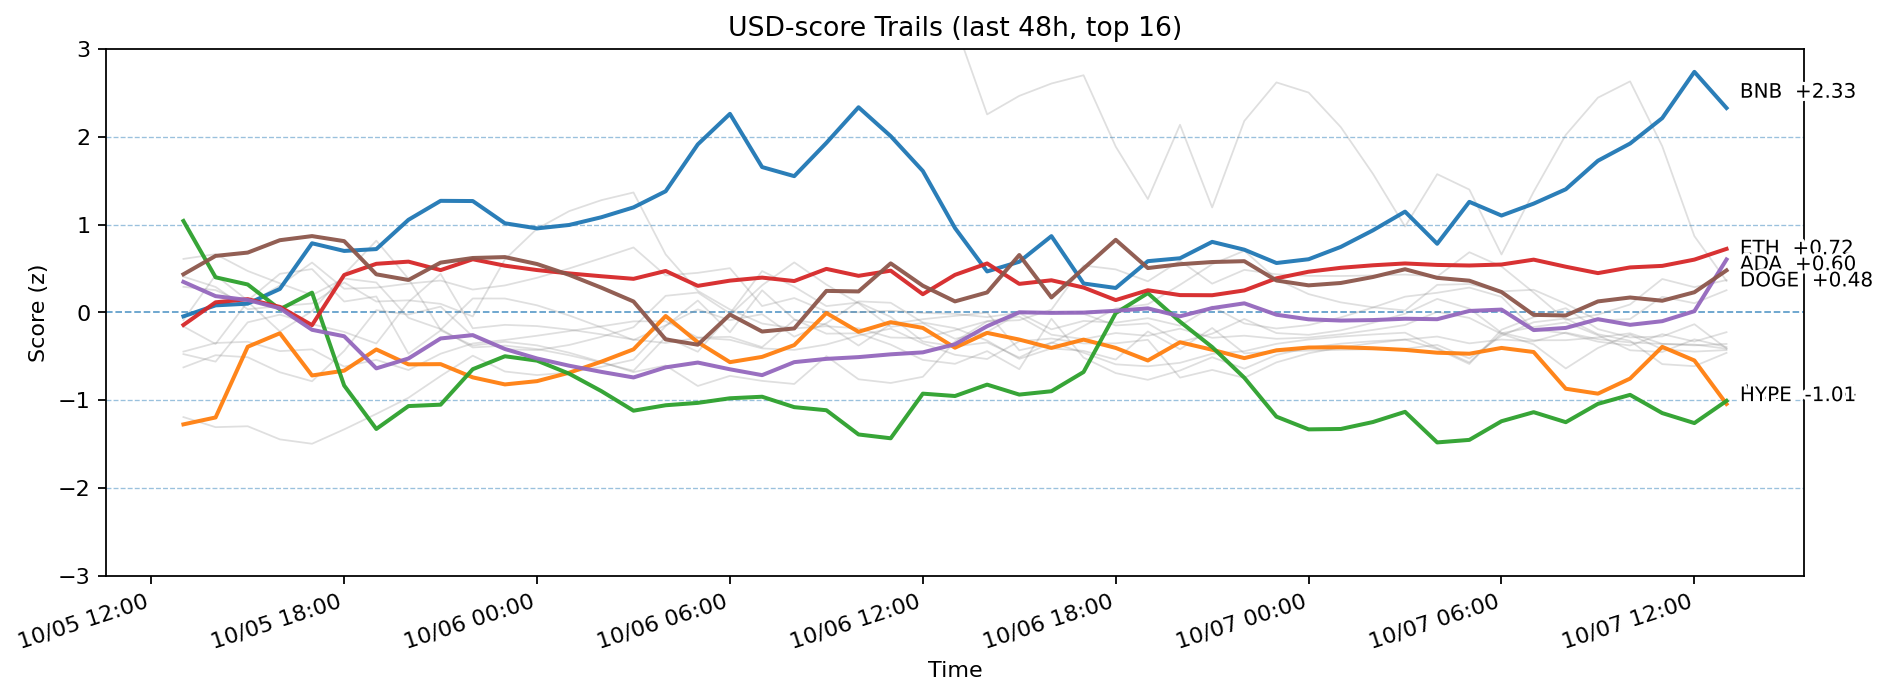 USD-score Trails (last 48h, top 16)
Score (z)
3
2
1
0
−1
−2
−3
BNB +2.33
ETH +0.72
ADA +0.60
DOGE +0.48
HYPE -1.01
10/05 12:00
10/05 18:00
10/06 00:00
10/06 06:00
10/06 12:00
10/06 18:00
10/07 00:00
10/07 06:00
10/07 12:00
Time